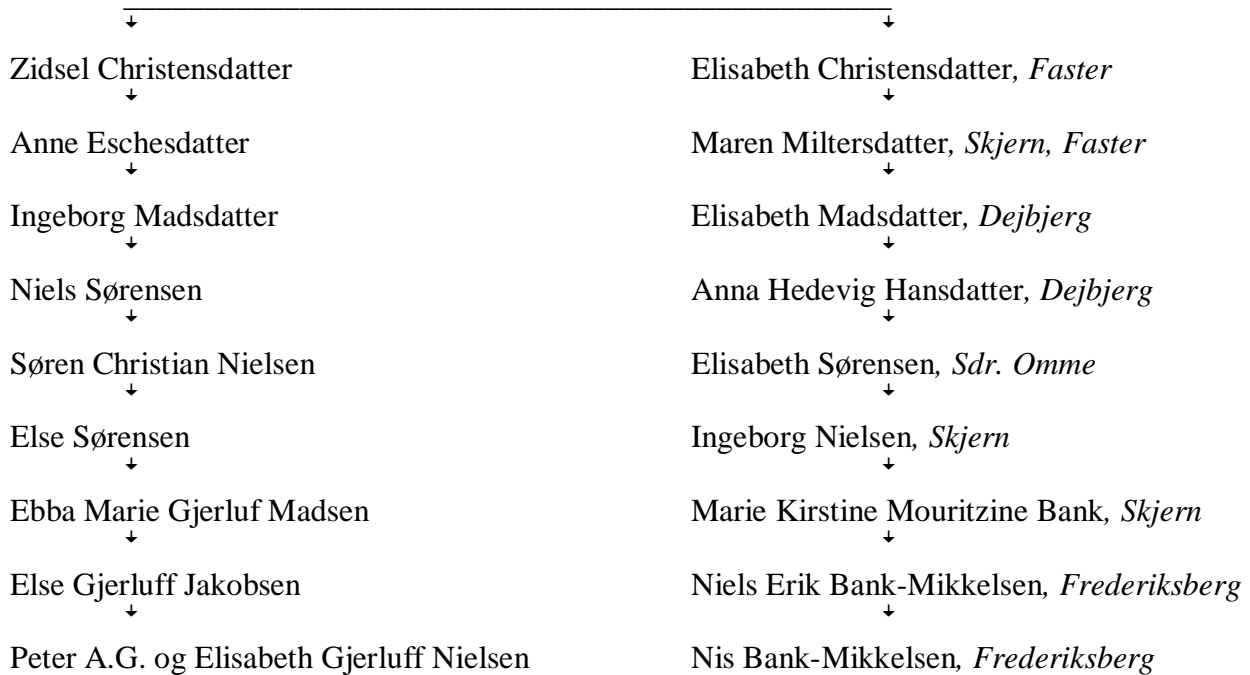 Zidsel Christensdatter Elisabeth Christensdatter, Faster
Anne Eschesdatter Maren Miltersdatter, Skjern, Faster
Ingeborg Madsdatter Elisabeth Madsdatter, Dejbjerg
Niels Sørensen Anna Hedevig Hansdatter, Dejbjerg
Søren Christian Nielsen Elisabeth Sørensen, Sdr. Omme
Else Sørensen Ingeborg Nielsen, Skjern
Ebba Marie Gjerluf Madsen Marie Kirstine Mouritzine Bank, Skjern
Else Gjerluff Jakobsen Niels Erik Bank-Mikkelsen, Frederiksberg
Peter A.G. og Elisabeth Gjerluff Nielsen Nis Bank-Mikkelsen, Frederiksberg